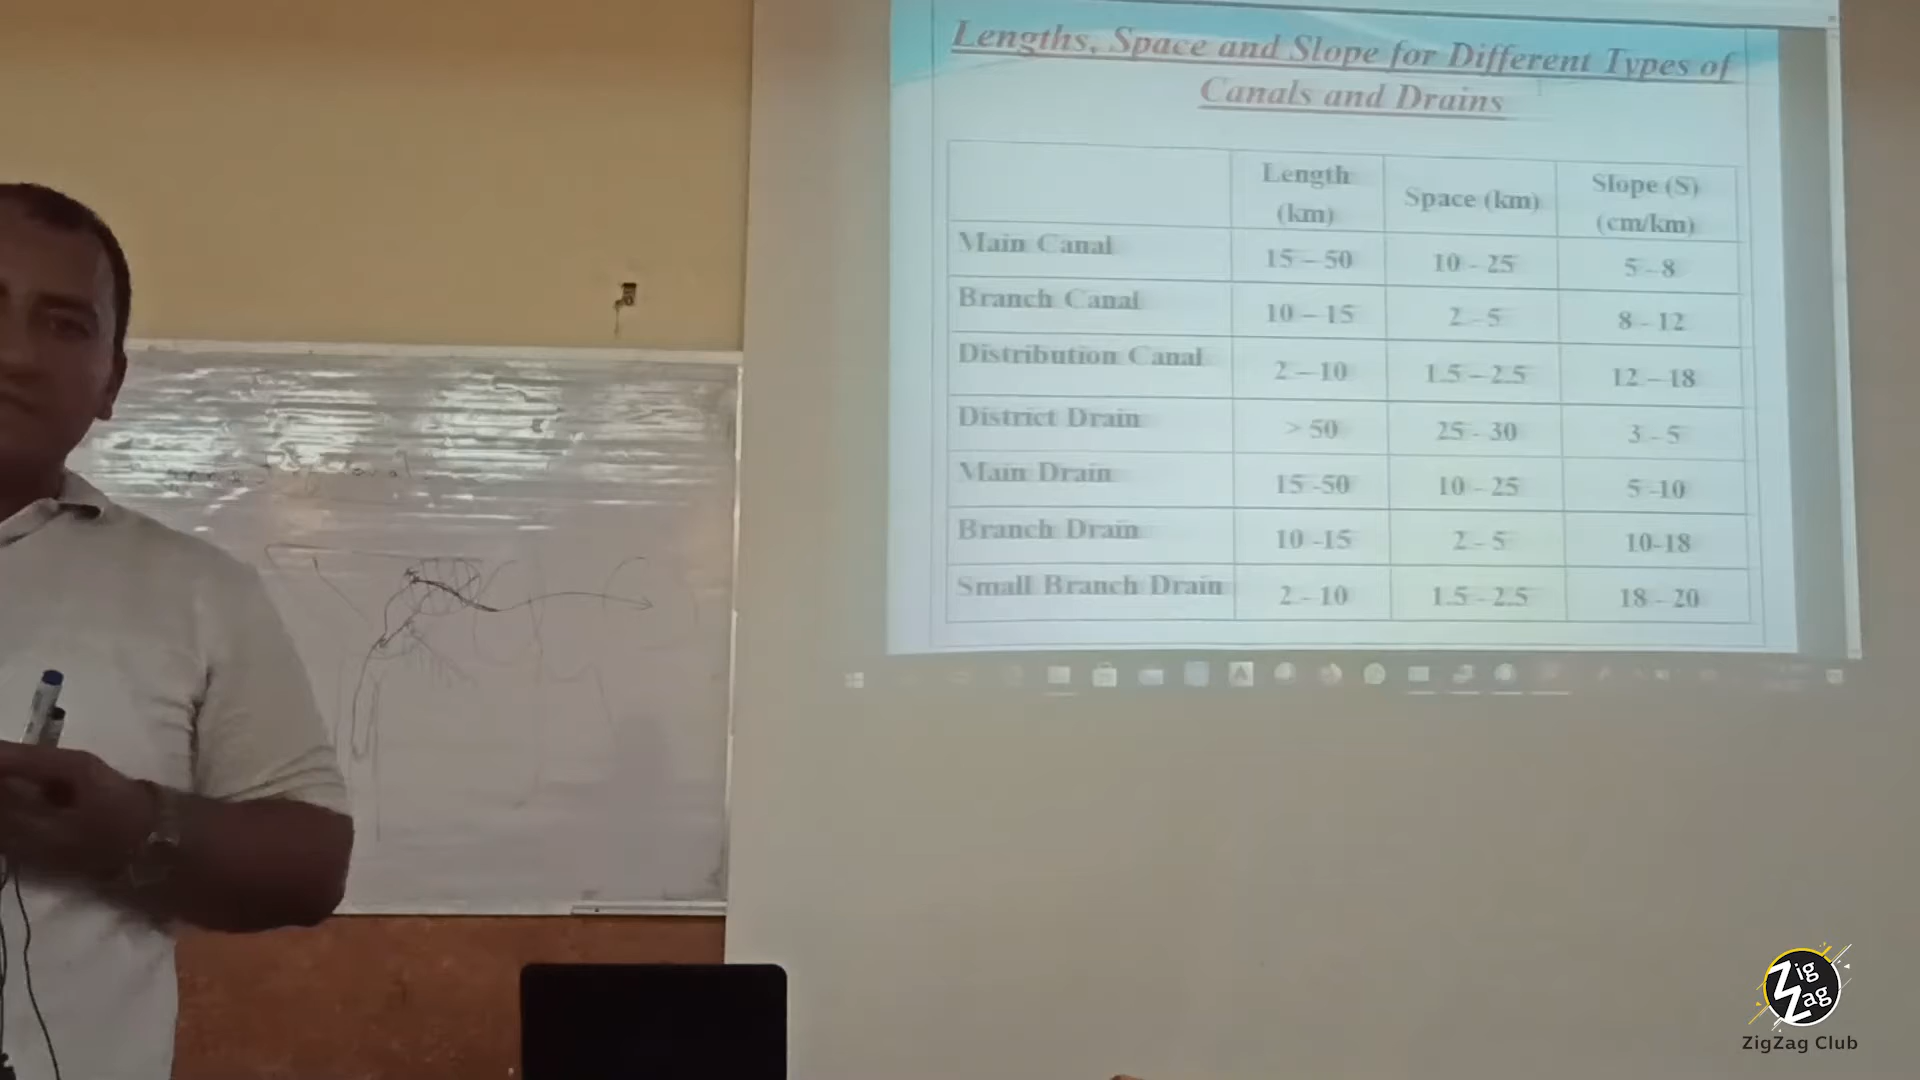 Lengths, Space and Slope for Different Types of
Canals and Drains
Length (km) Space (km) Slope (S) (cm/km)
Main Canal 15 – 50 10 - 25 5 - 8
Branch Canal 10 – 15 2 - 5 8 - 12
Distribution Canal 2 – 10 1.5 – 2.5 12 – 18
District Drain > 50 25 - 30 3 - 5
Main Drain 15 -50 10 - 25 5 -10
Branch Drain 10 -15 2 - 5 10-18
Small Branch Drain 2 - 10 1.5 - 2.5 18 - 20
Zig
Zag
ZigZag Club